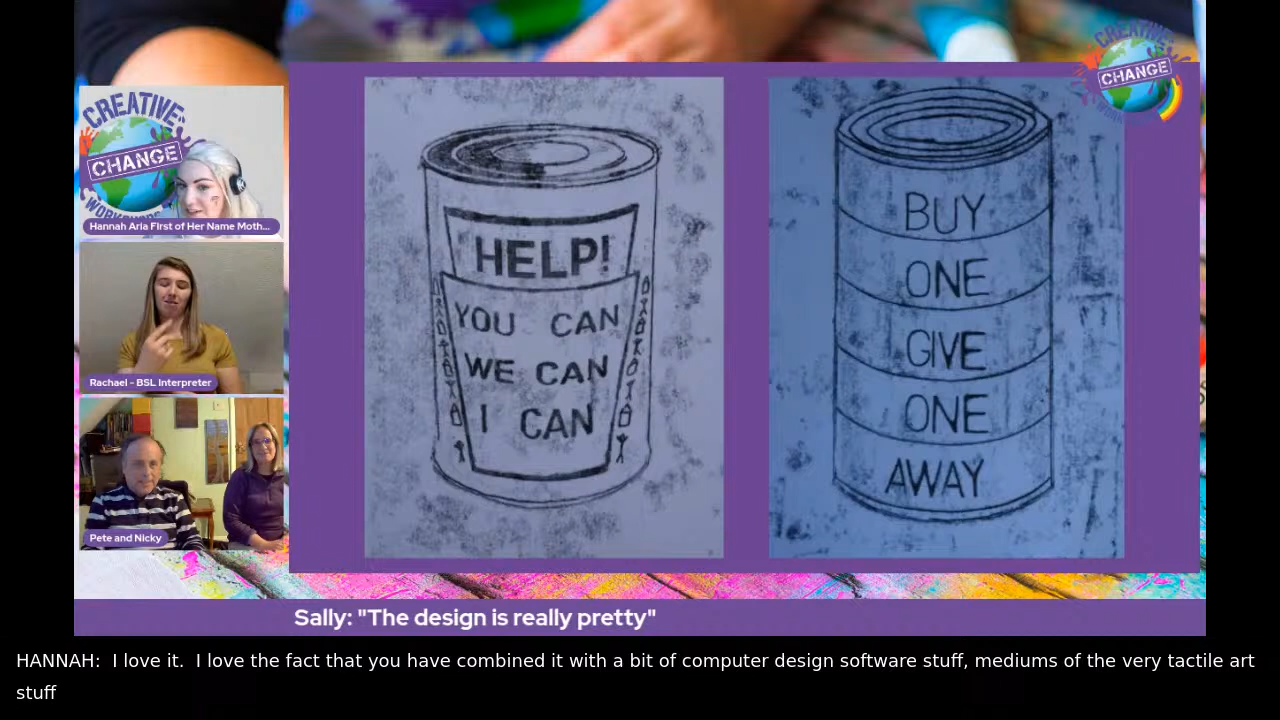 CREATIVE
CHANGE
CREATIVE
CHANGE
Hannah Aria First of Her Name Moth...
Rachael - BSL Interpreter
Pete and Nicky
HELP!
YOU CAN
WE CAN
I CAN
BUY
ONE
GIVE
ONE
AWAY
Sally: "The design is really pretty"
HANNAH:  I love it.  I love the fact that you have combined it with a bit of computer design software stuff, mediums of the very tactile art
stuff